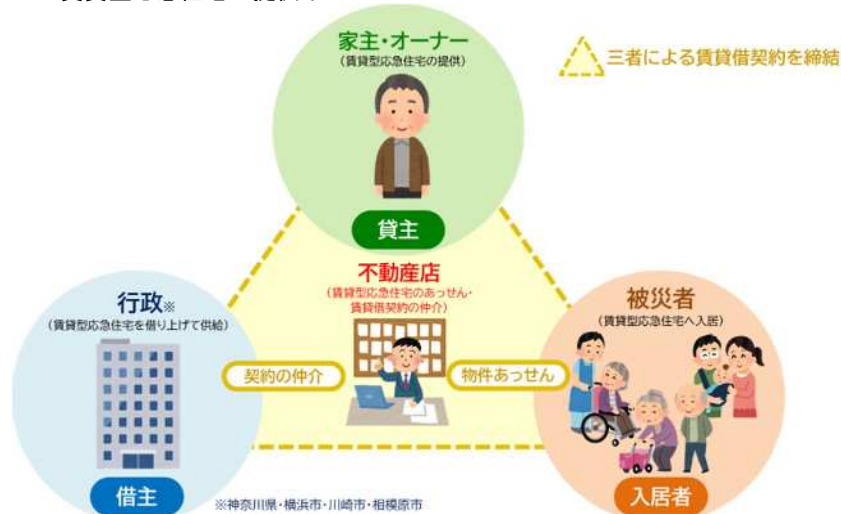 家主・オーナー
(賃貸型応急住宅の提供)
三者による賃貸借契約を締結
貸主
不動産店
(賃貸型応急住宅のあっせん・
賃貸借契約の仲介)
行政※
(賃貸型応急住宅を借り上げて供給)
被災者
(賃貸型応急住宅へ入居)
契約の仲介
物件あっせん
借主
※神奈川県・横浜市・川崎市・相模原市
入居者